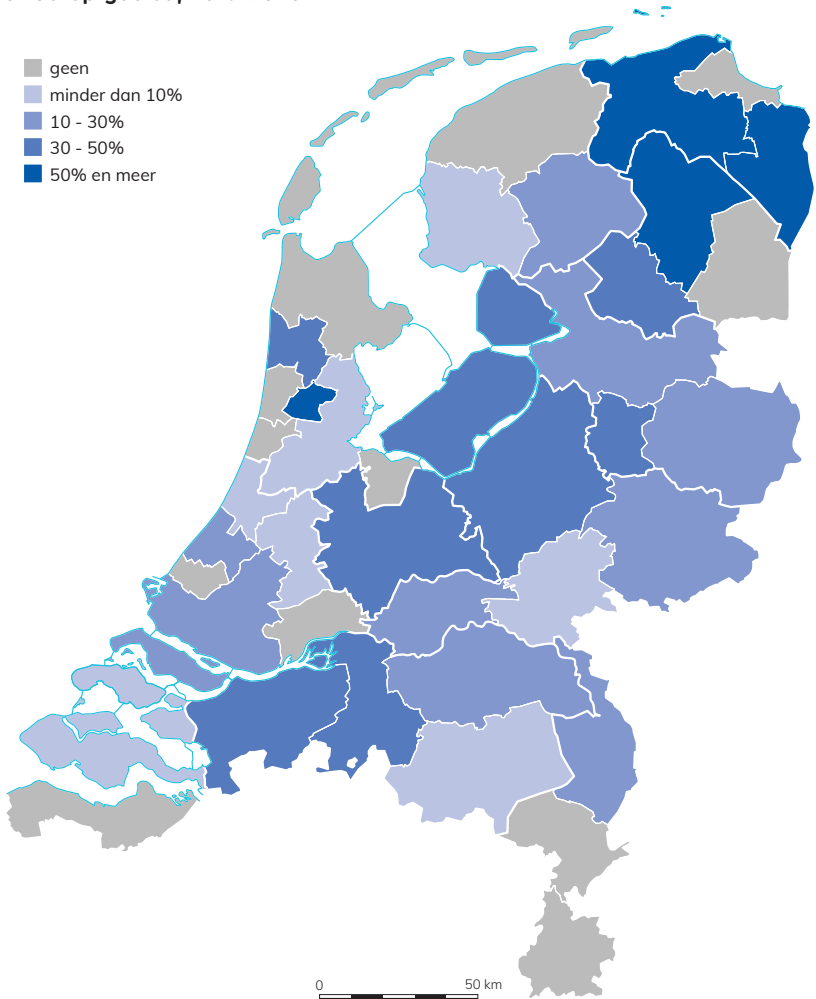 geen
minder dan 10%
10 - 30%
30 - 50%
50% en meer
0 50 km